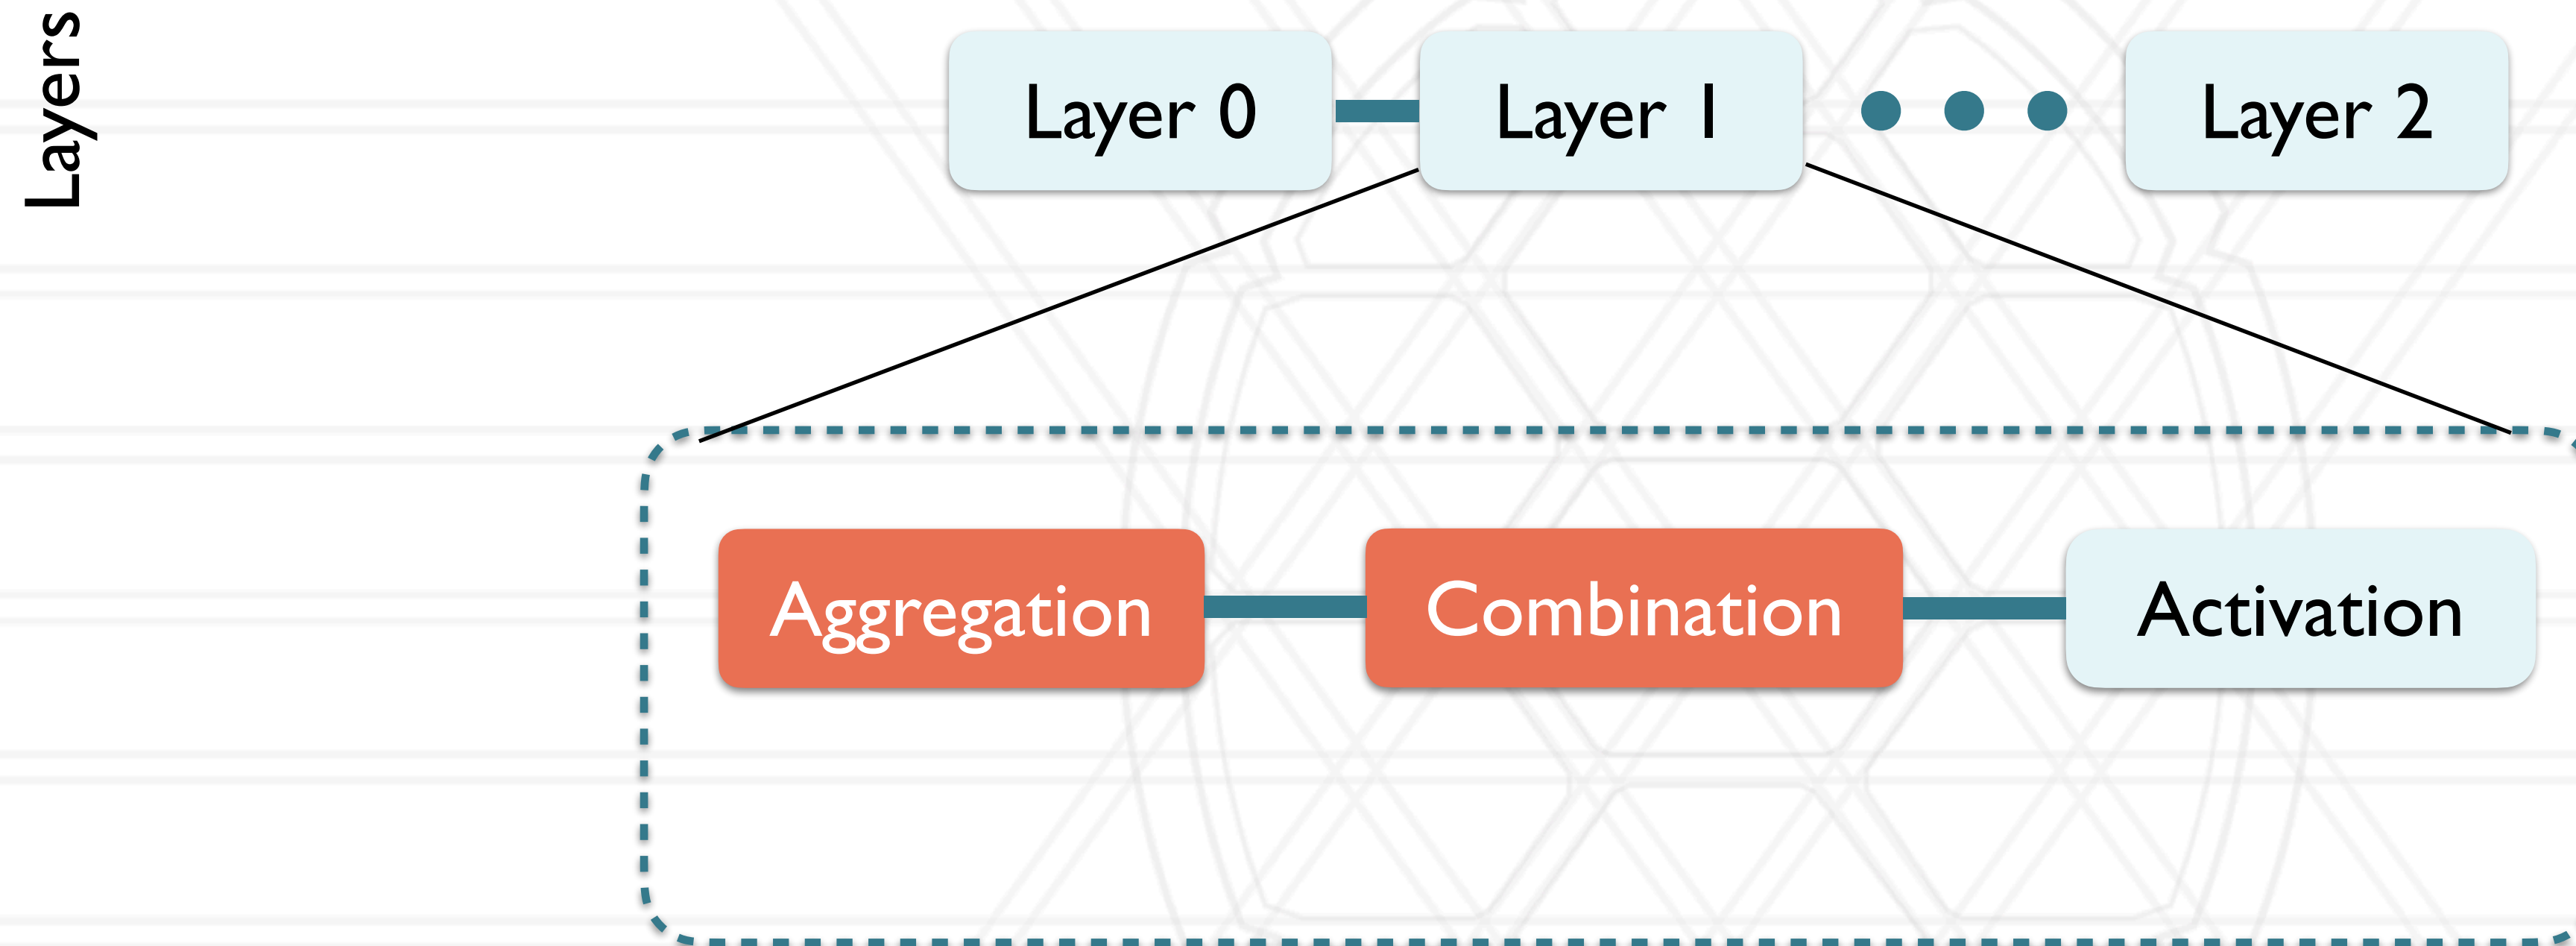 Layers
Layer 0
Layer 1
Layer 2
Aggregation
Combination
Activation